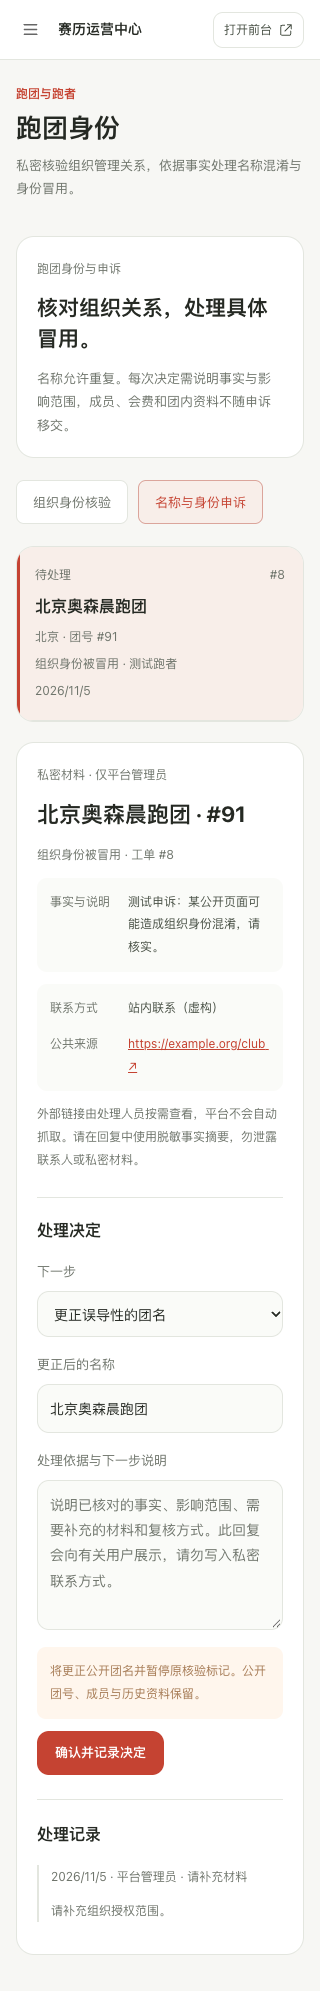 赛历运营中心
打开前台
跑团与跑者
跑团身份
私密核验组织管理关系，依据事实处理名称混淆与
身份冒用。
跑团身份与申诉
核对组织关系，处理具体
冒用。
名称允许重复。每次决定需说明事实与影
响范围，成员、会费和团内资料不随申诉
移交。
组织身份核验
名称与身份申诉
待处理 #8
北京奥森晨跑团
北京 · 团号 #91
组织身份被冒用 · 测试跑者
2026/11/5
私密材料 · 仅平台管理员
北京奥森晨跑团 · #91
组织身份被冒用 · 工单 #8
事实与说明 测试申诉：某公开页面可
能造成组织身份混淆，请
核实。
联系方式 站内联系（虚构）
公共来源 https://example.org/club
↗
外部链接由处理人员按需查看，平台不会自动
抓取。请在回复中使用脱敏事实摘要，勿泄露
联系人或私密材料。
处理决定
下一步
更正误导性的团名
更正后的名称
北京奥森晨跑团
处理依据与下一步说明
说明已核对的事实、影响范围、需
要补充的材料和复核方式。此回复
会向有关用户展示，请勿写入私密
联系方式。
将更正公开团名并暂停原核验标记。公开
团号、成员与历史资料保留。
确认并记录决定
处理记录
2026/11/5 · 平台管理员 · 请补充材料
请补充组织授权范围。